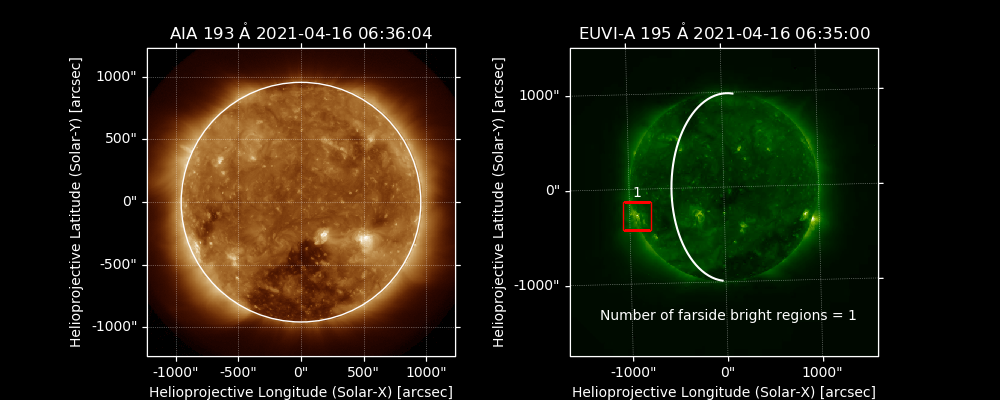 AIA 193 Å 2021-04-16 06:36:04
Helioprojective Latitude (Solar-Y) [arcsec]
1000"
500"
0"
-500"
-1000"
-1000" -500" 0" 500" 1000"
Helioprojective Longitude (Solar-X) [arcsec]
EUVI-A 195 Å 2021-04-16 06:35:00
Helioprojective Latitude (Solar-Y) [arcsec]
1000"
0"
-1000"
1
Number of farside bright regions = 1
-1000" 0" 1000"
Helioprojective Longitude (Solar-X) [arcsec]